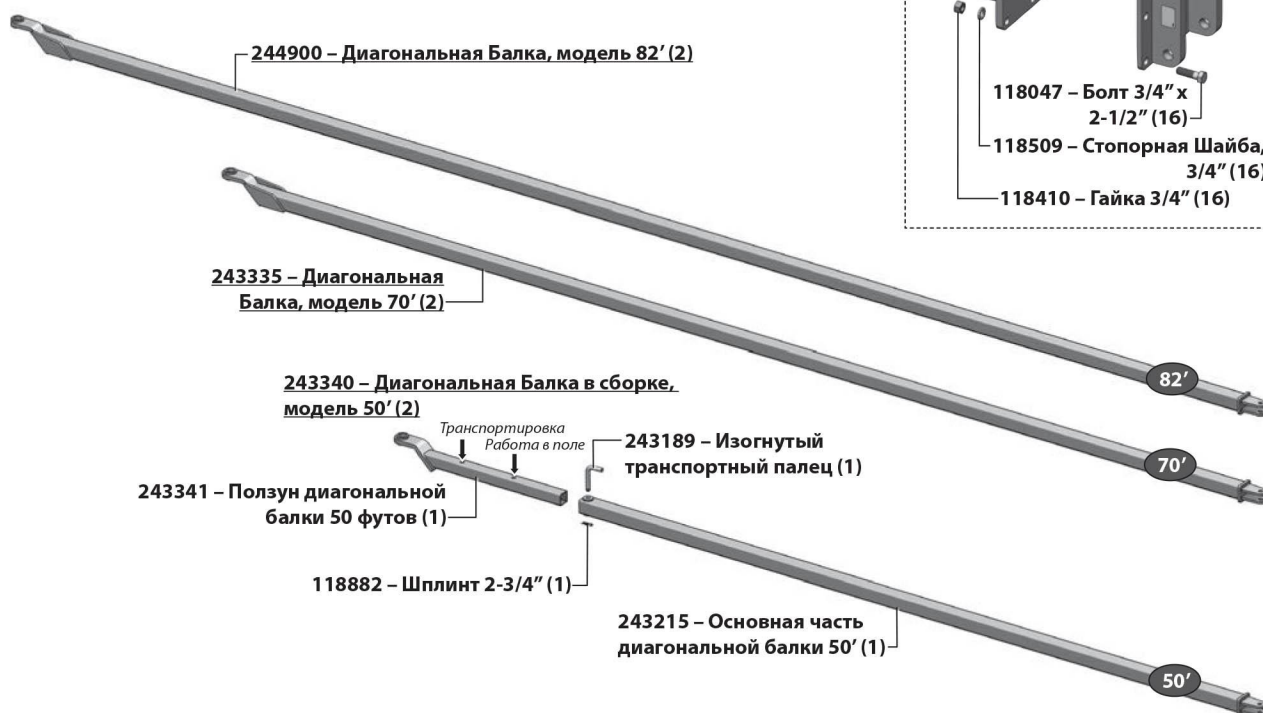 244900 – Диагональная Балка, модель 82’ (2)
118047 – Болт 3/4” x
2-1/2” (16)
118509 – Стопорная Шайба,
3/4” (16)
118410 – Гайка 3/4” (16)
243335 – Диагональная
Балка, модель 70’ (2)
82’
243340 – Диагональная Балка в сборке,
модель 50’ (2)
Транспортировка
Работа в поле
243189 – Изогнутый
транспортный палец (1)
70’
243341 – Ползун диагональной
балки 50 футов (1)
118882 – Шплинт 2-3/4” (1)
243215 – Основная часть
диагональной балки 50’ (1)
50’